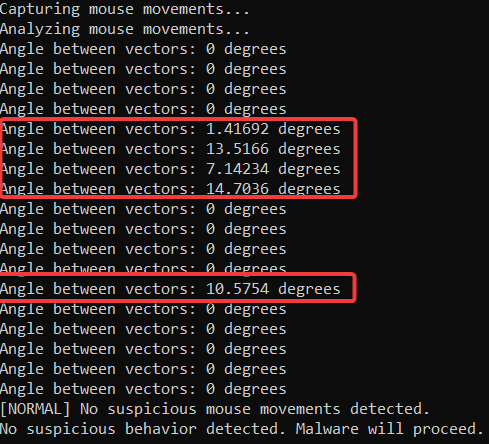 Capturing mouse movements...
Analyzing mouse movements...
Angle between vectors: 0 degrees
Angle between vectors: 0 degrees
Angle between vectors: 0 degrees
Angle between vectors: 0 degrees
Angle between vectors: 1.41692 degrees
Angle between vectors: 13.5166 degrees
Angle between vectors: 7.14234 degrees
Angle between vectors: 14.7036 degrees
Angle between vectors: 0 degrees
Angle between vectors: 0 degrees
Angle between vectors: 0 degrees
Angle between vectors: 0 degrees
Angle between vectors: 10.5754 degrees
Angle between vectors: 0 degrees
Angle between vectors: 0 degrees
Angle between vectors: 0 degrees
Angle between vectors: 0 degrees
Angle between vectors: 0 degrees
[NORMAL] No suspicious mouse movements detected.
No suspicious behavior detected. Malware will proceed.